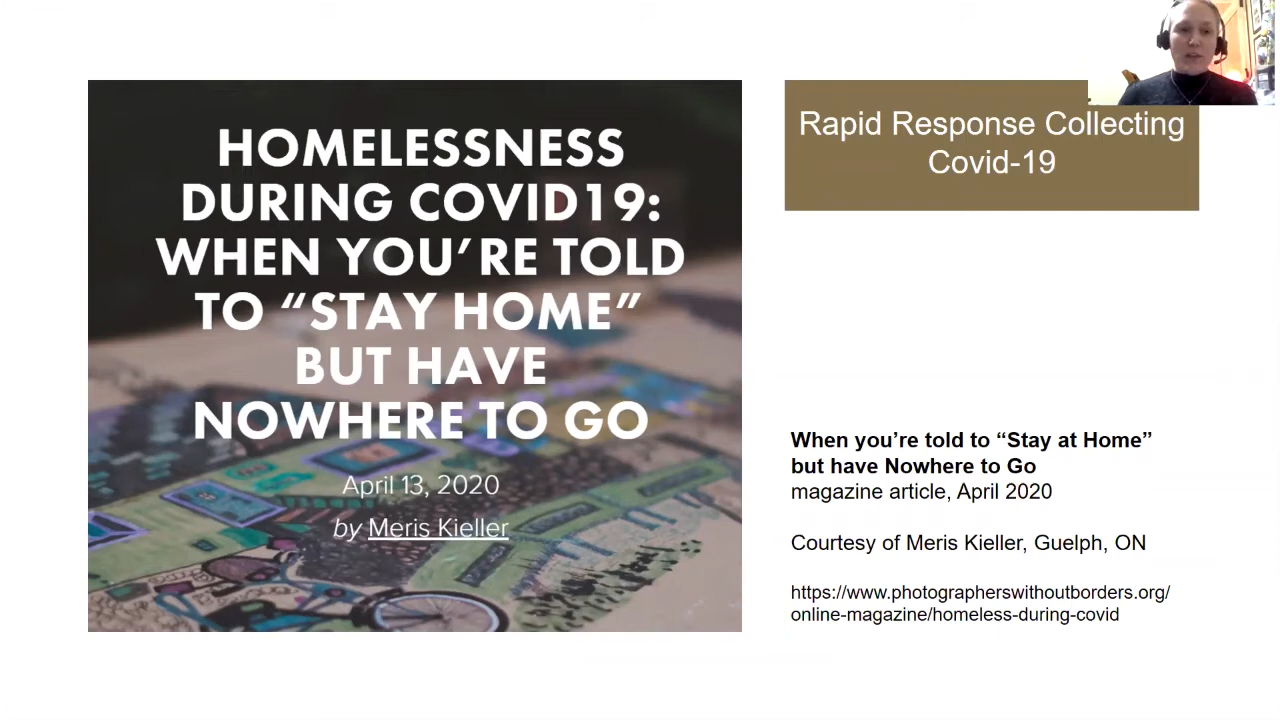 HOMELESSNESS
DURING COVID19:
WHEN YOU’RE TOLD
TO “STAY HOME”
BUT HAVE
NOWHERE TO GO
April 13, 2020
by Meris Kieller
Rapid Response Collecting
Covid-19
When you’re told to “Stay at Home”
but have Nowhere to Go
magazine article, April 2020
Courtesy of Meris Kieller, Guelph, ON
https://www.photographerswithoutborders.org/
online-magazine/homeless-during-covid